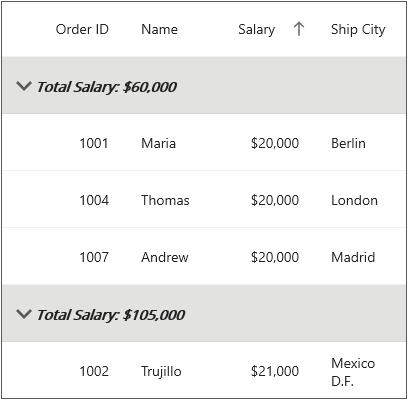 Order ID Name Salary ↑ Ship City
Total Salary: $60,000
1001 Maria $20,000 Berlin
1004 Thomas $20,000 London
1007 Andrew $20,000 Madrid
Total Salary: $105,000
1002 Trujillo $21,000 Mexico
D.F.